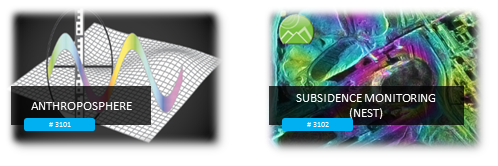 ANTHROPOSPHERE
# 3101
SUBSIDENCE MONITORING
(NEST)
# 3102